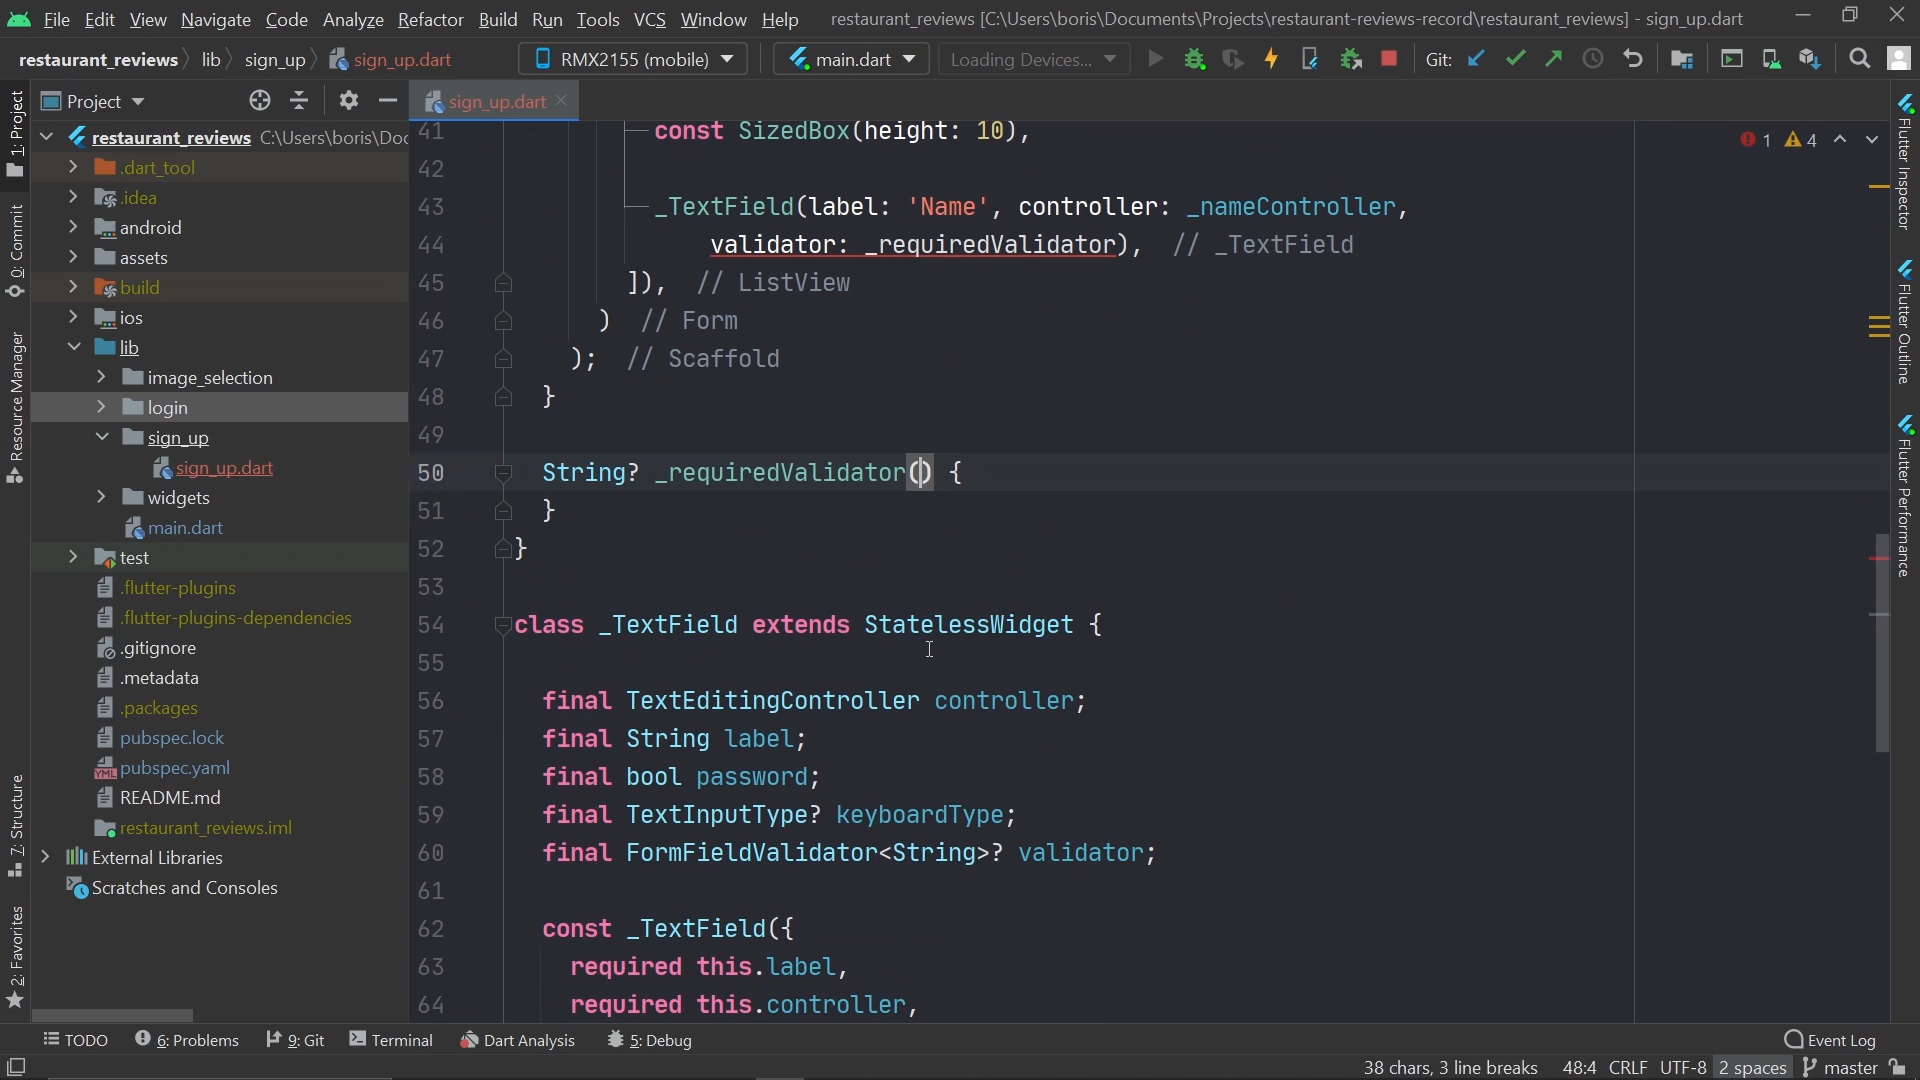 File Edit View Navigate Code Analyze Refactor Build Run Tools VCS Window Help restaurant_reviews [C:\Users\boris\Documents\Projects\restaurant-reviews-record\restaurant_reviews] - sign_up.dart
restaurant_reviews lib sign_up sign_up.dart RMX2155 (mobile) main.dart Loading Devices... Git:
Project sign_up.dart
restaurant_reviews C:\Users\boris\Doc
.dart_tool
.idea
android
assets
build
ios
lib
image_selection
login
sign_up
sign_up.dart
widgets
main.dart
test
.flutter-plugins
.flutter-plugins-dependencies
.gitignore
.metadata
.packages
pubspec.lock
pubspec.yaml
README.md
restaurant_reviews.iml
External Libraries
Scratches and Consoles
1: Project
0: Commit
Resource Manager
7: Structure
2: Favorites
41 const SizedBox(height: 10),
42
43 _TextField(label: 'Name', controller: _nameController,
44 validator: _requiredValidator), // _TextField
45 ]), // ListView
46 ) // Form
47 ); // Scaffold
48 }
49
50 String? _requiredValidator() {
51 }
52 }
53
54 class _TextField extends StatelessWidget {
55
56 final TextEditingController controller;
57 final String label;
58 final bool password;
59 final TextInputType? keyboardType;
60 final FormFieldValidator<String>? validator;
61
62 const _TextField({
63 required this.label,
64 required this.controller,
1 4
Flutter Inspector
Flutter Outline
Flutter Performance
TODO 6: Problems 9: Git Terminal Dart Analysis 5: Debug Event Log
38 chars, 3 line breaks 48:4 CRLF UTF-8 2 spaces master